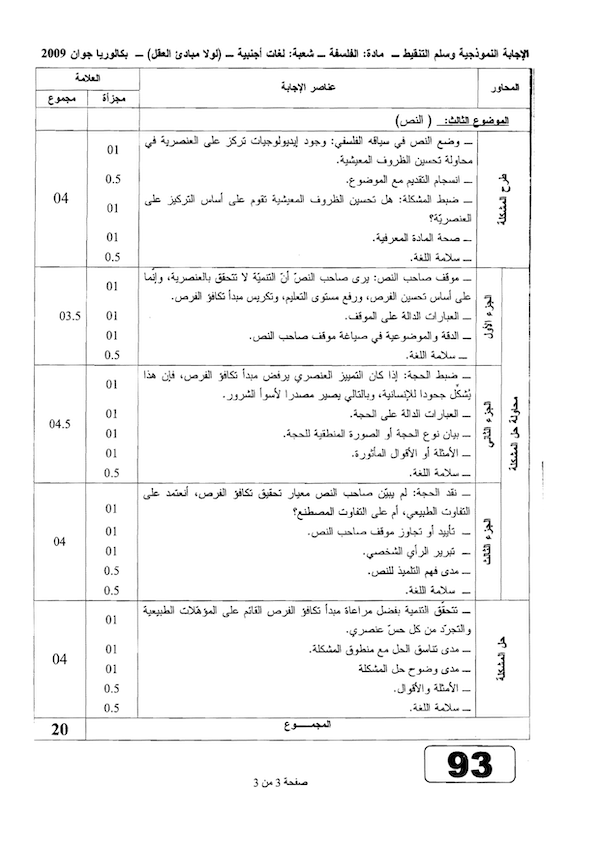 الإجابة النموذجية وسلم التنقيط ـ مادة: الفلسفة ـ شعبة: لغات أجنبية ـ (لولا مبادئ العقل) ـ بكالوريا جوان 2009
المحاور
عناصر الإجابة
العلامة
مجزأة
مجموع
الموضوع الثالث: ( النص)
طرح المشكلة
ـ وضع النص في سياقه الفلسفي: وجود إيديولوجيات تركز على العنصرية في
محاولة تحسين الظروف المعيشية.
01
ـ انسجام التقديم مع الموضوع.
0.5
ـ ضبط المشكلة: هل تحسين الظروف المعيشية تقوم على أساس التركيز على
العنصريّة؟
01
ـ صحة المادة المعرفية.
01
ـ سلامة اللغة.
0.5
04
محاولة حل المشكلة
الجزء الأول
ـ موقف صاحب النص: يرى صاحب النصّ أنّ التنميّة لا تتحقق بالعنصرية، وإنّما
على أساس تحسين الفرص، ورفع مستوى التعليم، وتكريس مبدأ تكافؤ الفرص.
01
ـ العبارات الدالة على الموقف.
01
ـ الدقة والموضوعية في صياغة موقف صاحب النص.
01
ـ سلامة اللغة.
0.5
03.5
الجزء الثاني
ـ ضبط الحجة: إذا كان التمييز العنصري يرفض مبدأ تكافؤ الفرص، فإن هذا
يُشكّل جحودا للإنسانية، وبالتالي يصير مصدرا لأسوأ الشرور.
01
ـ العبارات الدالة على الحجة.
01
ـ بيان نوع الحجة أو الصورة المنطقية للحجة.
01
ـ الأمثلة أو الأقوال المأثورة.
01
ـ سلامة اللغة.
0.5
04.5
الجزء الثالث
ـ نقد الحجة: لم يبيّن صاحب النص معيار تحقيق تكافؤ الفرص، أنعتمد على
التفاوت الطبيعي، أم على التفاوت المصطنع؟
01
ـ تأييد أو تجاوز موقف صاحب النص.
01
ـ تبرير الرأي الشخصي.
01
ـ مدى فهم التلميذ للنص.
0.5
ـ سلامة اللغة.
0.5
04
حل المشكلة
ـ تتحقّق التنمية بفضل مراعاة مبدأ تكافؤ الفرص القائم على المؤهّلات الطبيعية
والتجرّد من كل حسّ عنصري.
01
ـ مدى تناسق الحل مع منطوق المشكلة.
01
ـ مدى وضوح حل المشكلة
01
ـ الأمثلة والأقوال.
0.5
ـ سلامة اللغة.
0.5
04
المجمـــوع
20
صفحة 3 من 3
93